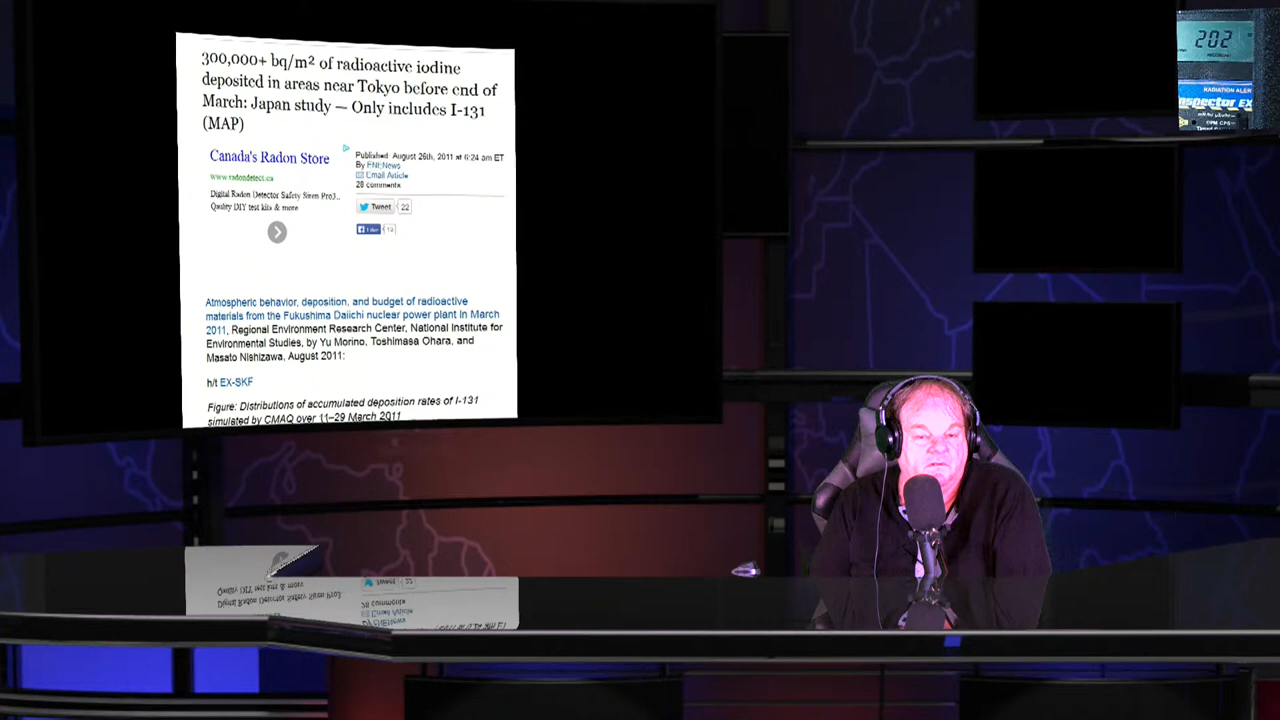 300,000+ bq/m² of radioactive iodine
deposited in areas near Tokyo before end of
March: Japan study — Only includes I-131
(MAP)
Canada's Radon Store
www.radondetect.ca
Digital Radon Detector Safety Siren Pro3..
Quality DIY test kits & more
Published: August 26th, 2011 at 6:24 am ET
By ENENews
Email Article
28 comments
Tweet 22
Like
Atmospheric behavior, deposition, and budget of radioactive
materials from the Fukushima Daiichi nuclear power plant in March
2011, Regional Environment Research Center, National Institute for
Environmental Studies, by Yu Morino, Toshimasa Ohara, and
Masato Nishizawa, August 2011:
h/t EX-SKF
Figure: Distributions of accumulated deposition rates of I-131
simulated by CMAQ over 11–29 March 2011
202
RADIATION ALER
nspector EX
CPM CPS